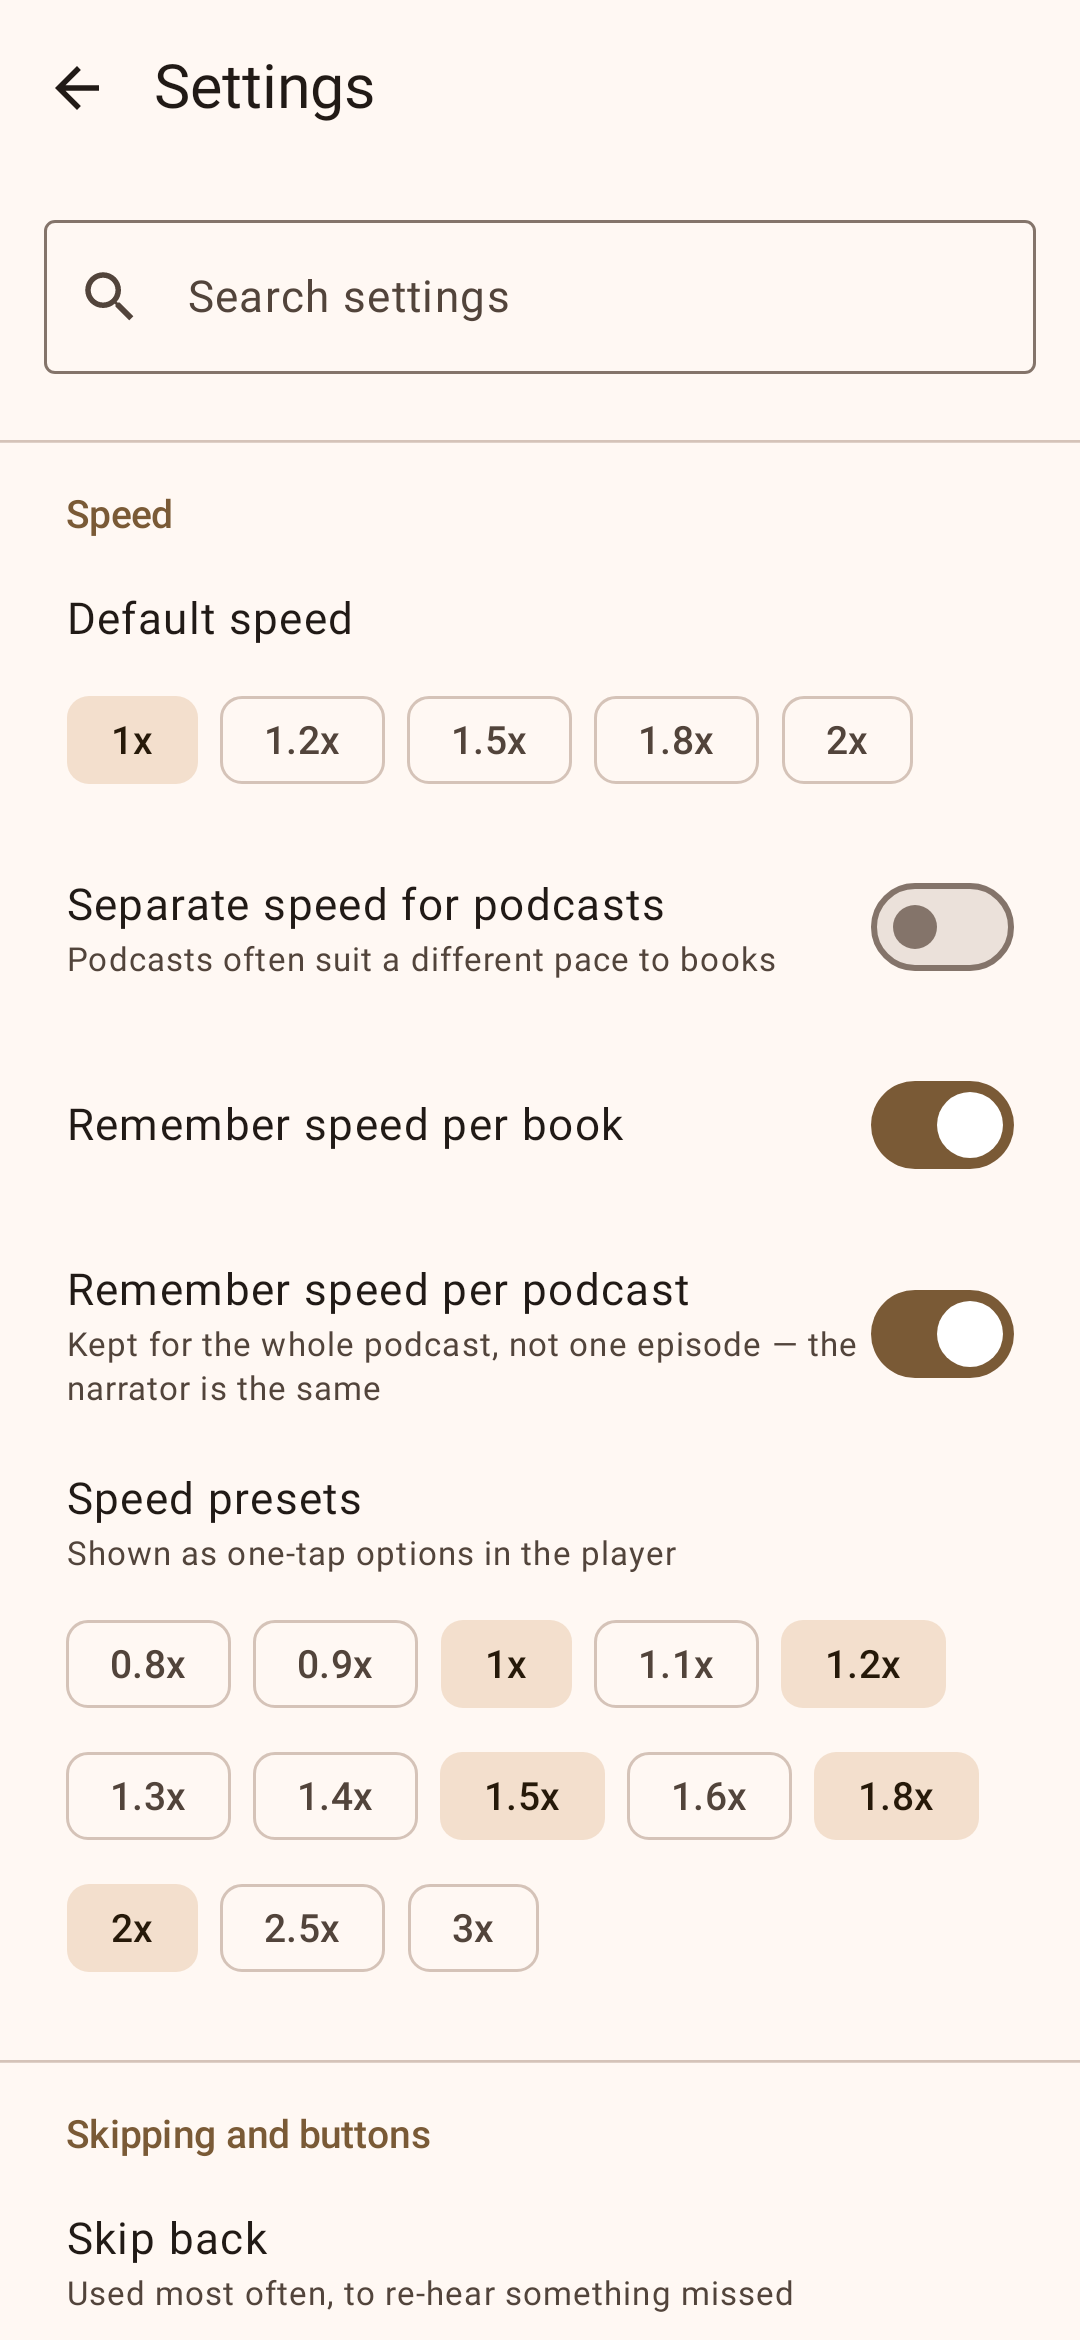 Settings
Search settings
Speed
Default speed
1x 1.2x 1.5x 1.8x 2x
Separate speed for podcasts
Podcasts often suit a different pace to books
Remember speed per book
Remember speed per podcast
Kept for the whole podcast, not one episode — the
narrator is the same
Speed presets
Shown as one-tap options in the player
0.8x 0.9x 1x 1.1x 1.2x
1.3x 1.4x 1.5x 1.6x 1.8x
2x 2.5x 3x
Skipping and buttons
Skip back
Used most often, to re-hear something missed